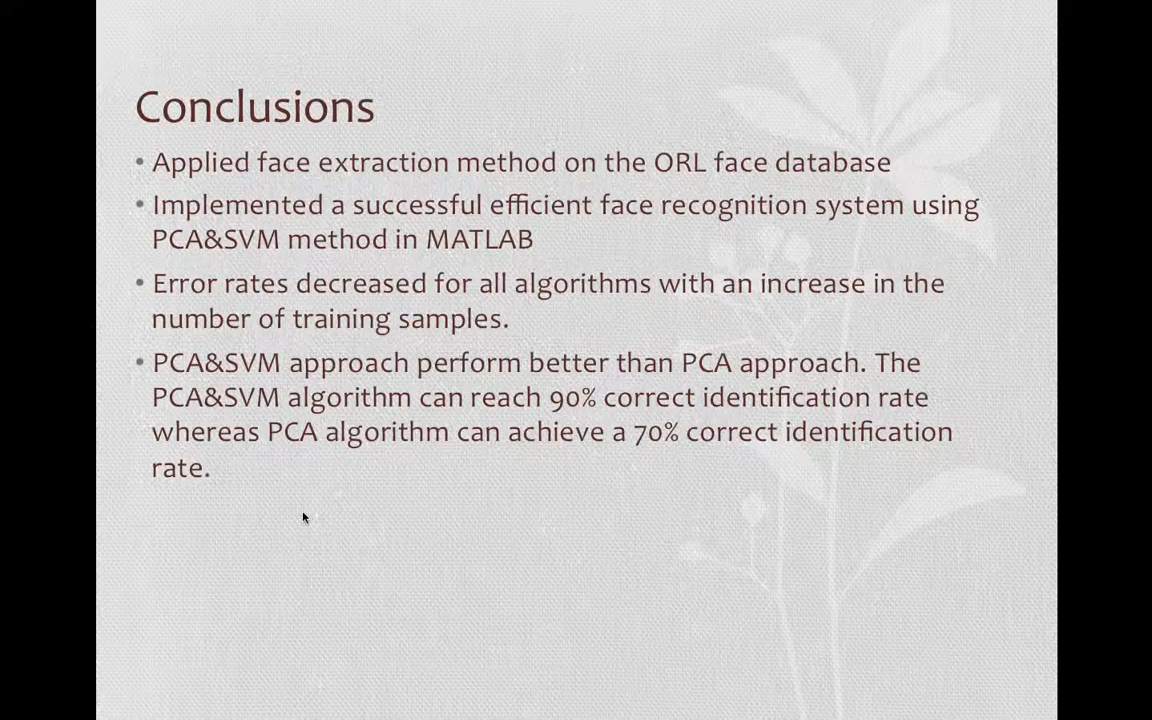 Conclusions
• Applied face extraction method on the ORL face database
• Implemented a successful efficient face recognition system using
PCA&SVM method in MATLAB
• Error rates decreased for all algorithms with an increase in the
number of training samples.
• PCA&SVM approach perform better than PCA approach. The
PCA&SVM algorithm can reach 90% correct identification rate
whereas PCA algorithm can achieve a 70% correct identification
rate.